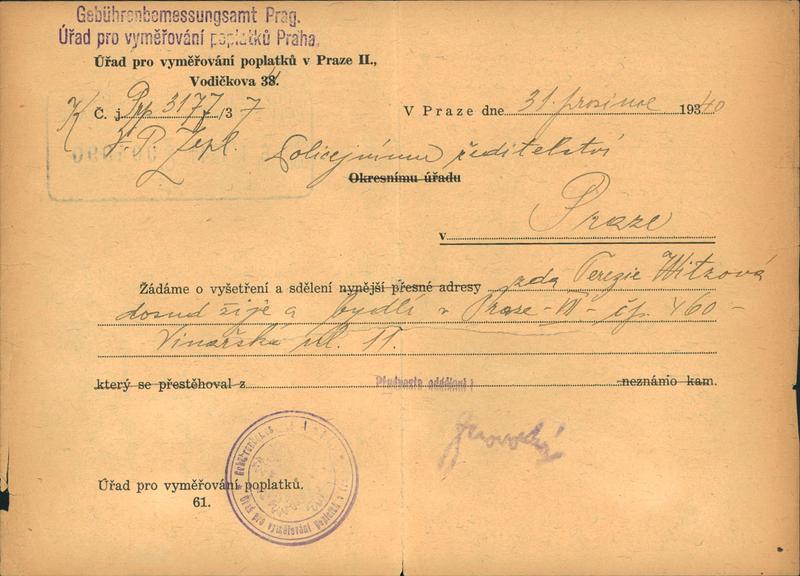 Gebührenbemessungsamt Prag.
Úřad pro vyměřování poplatků Praha.
Úřad pro vyměřování poplatků v Praze II.,
Vodičkova 38.
Č. j. 3177/37
V Praze dne 31. prosince 1940
Policejnímu ředitelství
Okresnímu úřadu
v Praze
Žádáme o vyšetření a sdělení nynější přesné adresy zda Terezie Witzová
dosud žije a bydlí v Praze-VII-čp. 460-
Vinařská ul. 11.
který se přestěhoval z neznámo kam.
Přednosta oddělení:
Úřad pro vyměřování poplatků.
61.